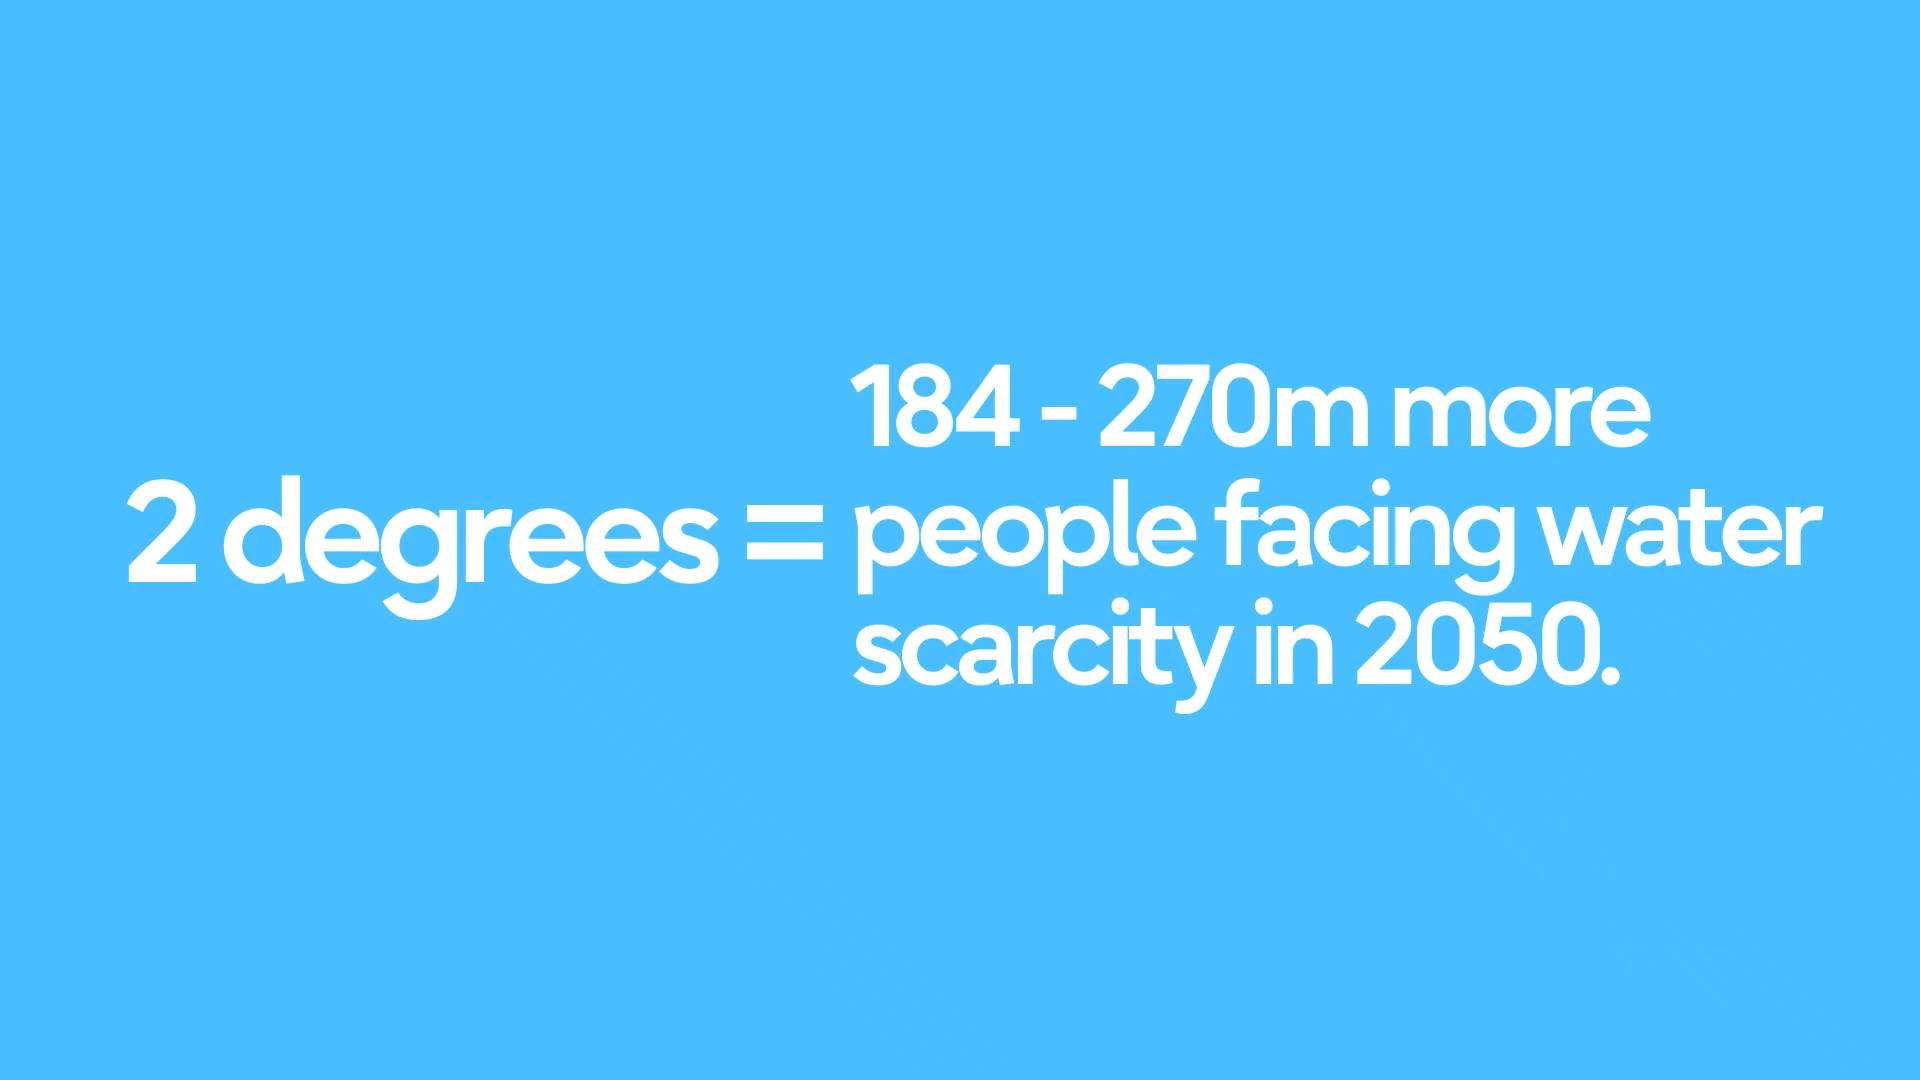 2 degrees =
184 - 270m more
people facing water
scarcity in 2050.